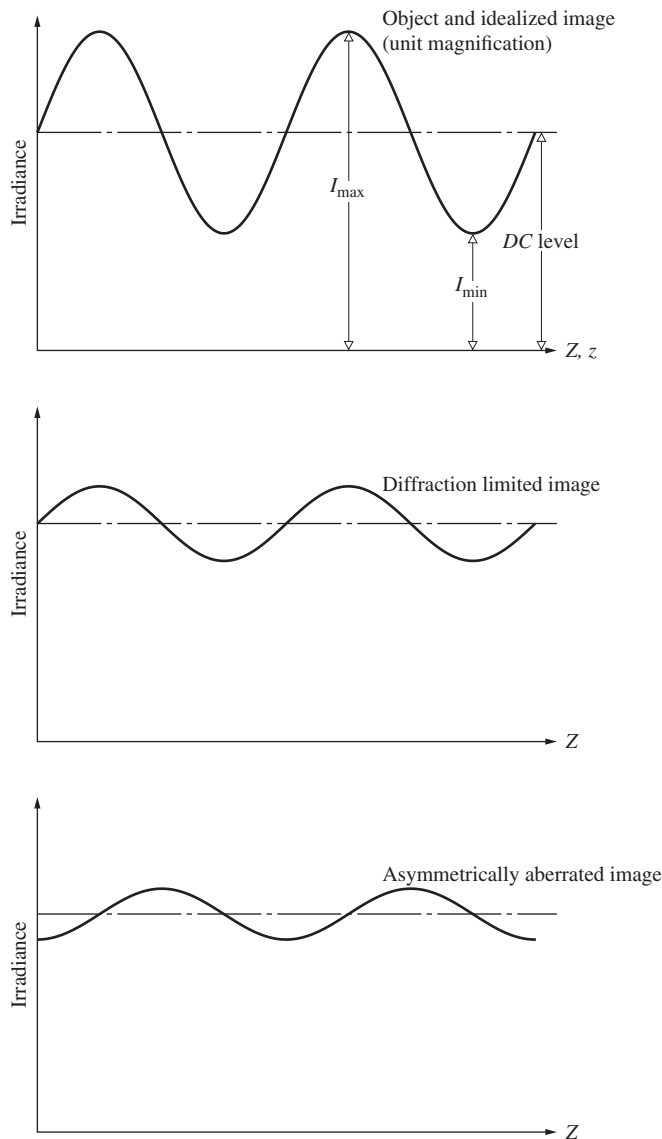 Object and idealized image
(unit magnification)
Irradiance
I_max
DC level
I_min
Z, z
Diffraction limited image
Irradiance
Z
Asymmetrically aberrated image
Irradiance
Z